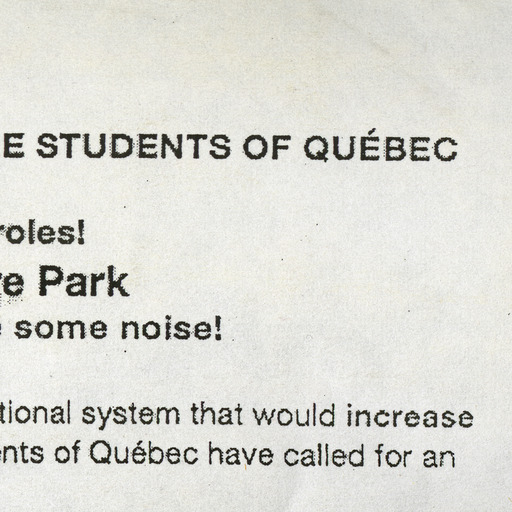 E STUDENTS OF QUÉBEC
roles!
e Park
some noise!
tional system that would increase
nts of Québec have called for an